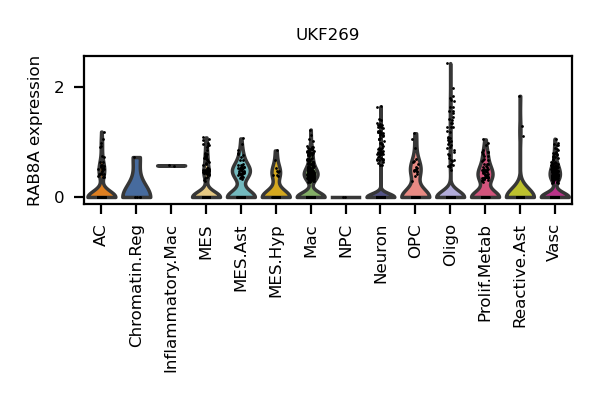 UKF269
RAB8A expression
2
0
AC
Chromatin.Reg
Inflammatory.Mac
MES
MES.Ast
MES.Hyp
Mac
NPC
Neuron
OPC
Oligo
Prolif.Metab
Reactive.Ast
Vasc